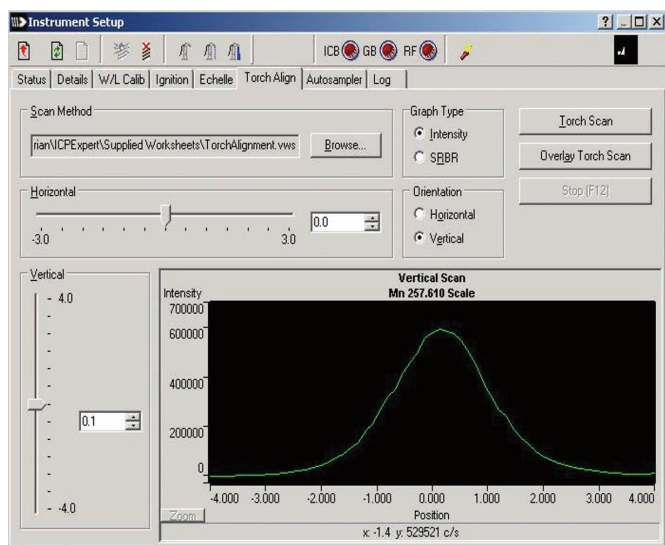 Instrument Setup
ICB GB RF
Status Details W/L Calib Ignition Echelle Torch Align Autosampler Log
Scan Method
rian\ICPExpert\Supplied Worksheets\TorchAlignment.vws Browse...
Graph Type
Intensity
SRBR
Torch Scan
Overlay Torch Scan
Stop (F12)
Horizontal
-3.0 3.0 0.0
Orientation
Horizontal
Vertical
Vertical
4.0
0.1
-4.0
Vertical Scan
Mn 257.610 Scale
Intensity
700000
600000
400000
200000
0
-4.000 -3.000 -2.000 -1.000 0.000 1.000 2.000 3.000 4.000
Position
Zoom
x: -1.4 y: 529521 c/s